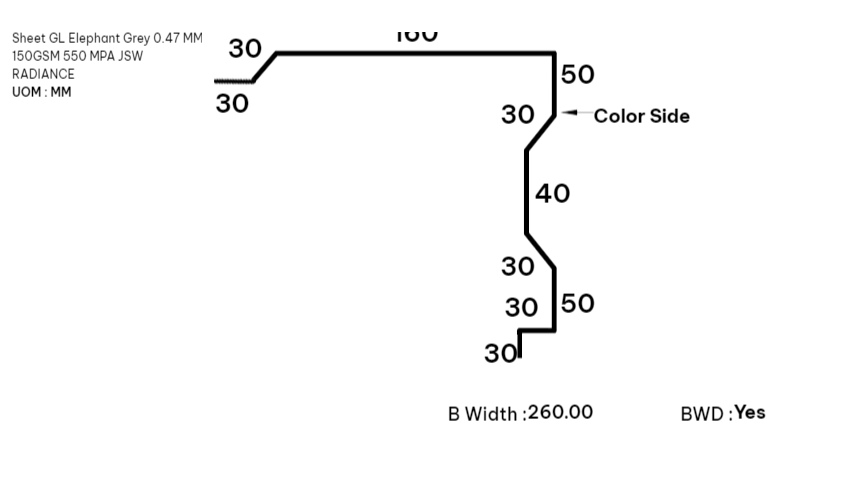 Sheet GL Elephant Grey 0.47 MM
150GSM 550 MPA JSW
RADIANCE
UOM : MM
30
30
50
30
Color Side
40
30
30
50
30
B Width :260.00
BWD :Yes